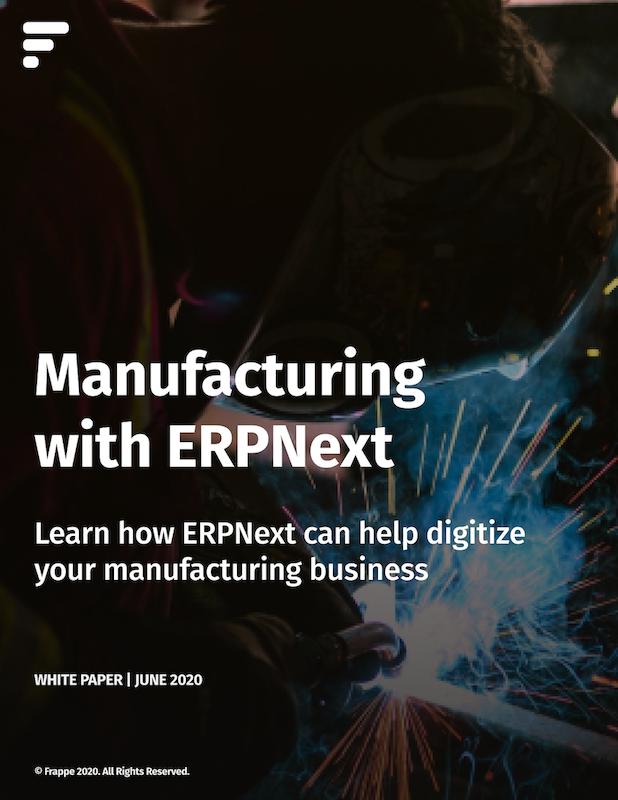 Manufacturing
with ERPNext
Learn how ERPNext can help digitize
your manufacturing business
WHITE PAPER | JUNE 2020
© Frappe 2020. All Rights Reserved.